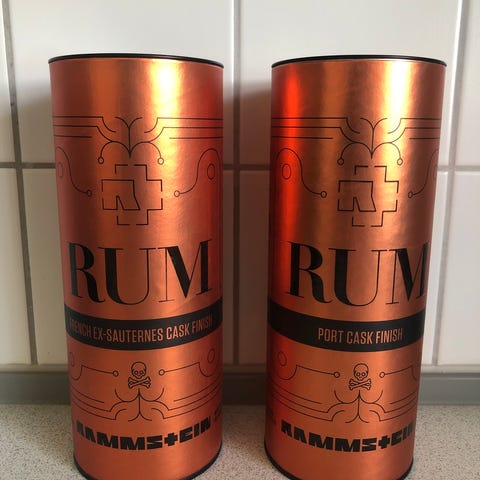 RUM
FRENCH EX-SAUTERNES CASK FINISH
RAMMSTEIN
RUM
PORT CASK FINISH
RAMMSTEIN